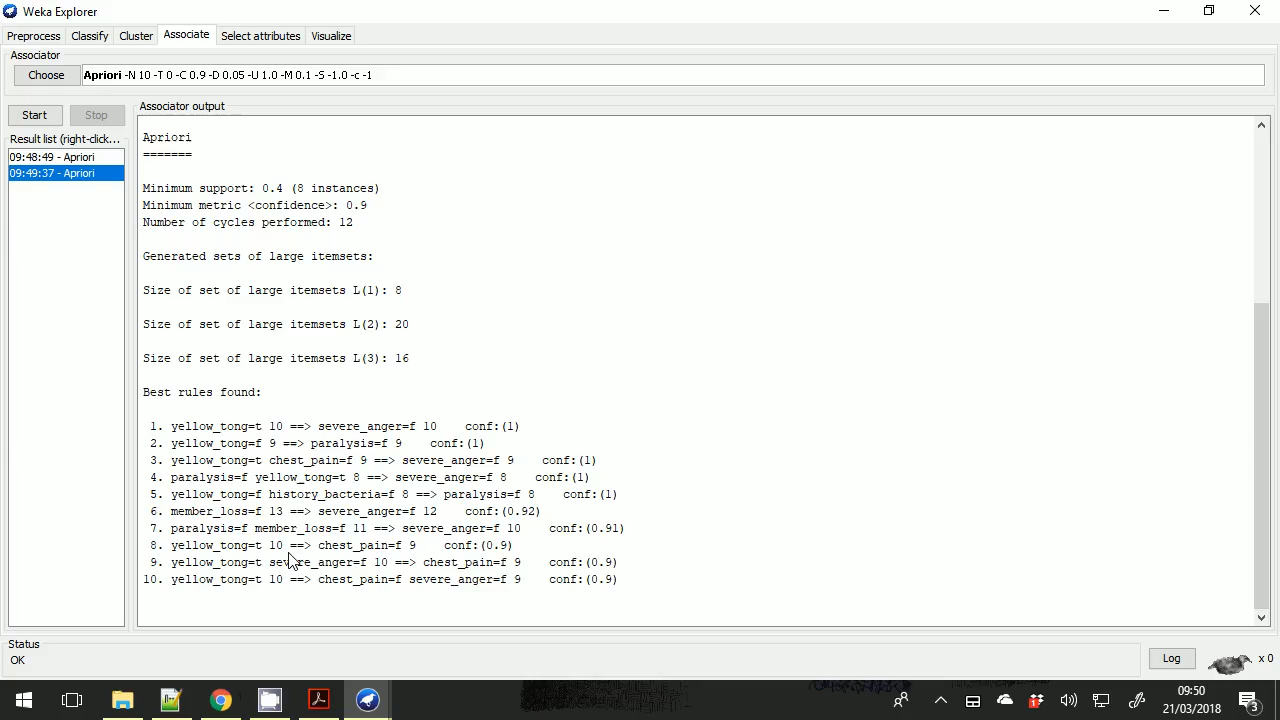 Weka Explorer
Preprocess Classify Cluster Associate Select attributes Visualize
Associator
Choose Apriori -N 10 -T 0 -C 0.9 -D 0.05 -U 1.0 -M 0.1 -S -1.0 -c -1
Start Stop
Associator output
Result list (right-click...
09:48:49 - Apriori
09:49:37 - Apriori
Apriori
=======
Minimum support: 0.4 (8 instances)
Minimum metric <confidence>: 0.9
Number of cycles performed: 12
Generated sets of large itemsets:
Size of set of large itemsets L(1): 8
Size of set of large itemsets L(2): 20
Size of set of large itemsets L(3): 16
Best rules found:
1. yellow_tong=t 10 ==> severe_anger=f 10 conf:(1)
2. yellow_tong=f 9 ==> paralysis=f 9 conf:(1)
3. yellow_tong=t chest_pain=f 9 ==> severe_anger=f 9 conf:(1)
4. paralysis=f yellow_tong=t 8 ==> severe_anger=f 8 conf:(1)
5. yellow_tong=f history_bacteria=f 8 ==> paralysis=f 8 conf:(1)
6. member_loss=f 13 ==> severe_anger=f 12 conf:(0.92)
7. paralysis=f member_loss=f 11 ==> severe_anger=f 10 conf:(0.91)
8. yellow_tong=t 10 ==> chest_pain=f 9 conf:(0.9)
9. yellow_tong=t severe_anger=f 10 ==> chest_pain=f 9 conf:(0.9)
10. yellow_tong=t 10 ==> chest_pain=f severe_anger=f 9 conf:(0.9)
Status
OK
Log
x 0
09:50
21/03/2018
3